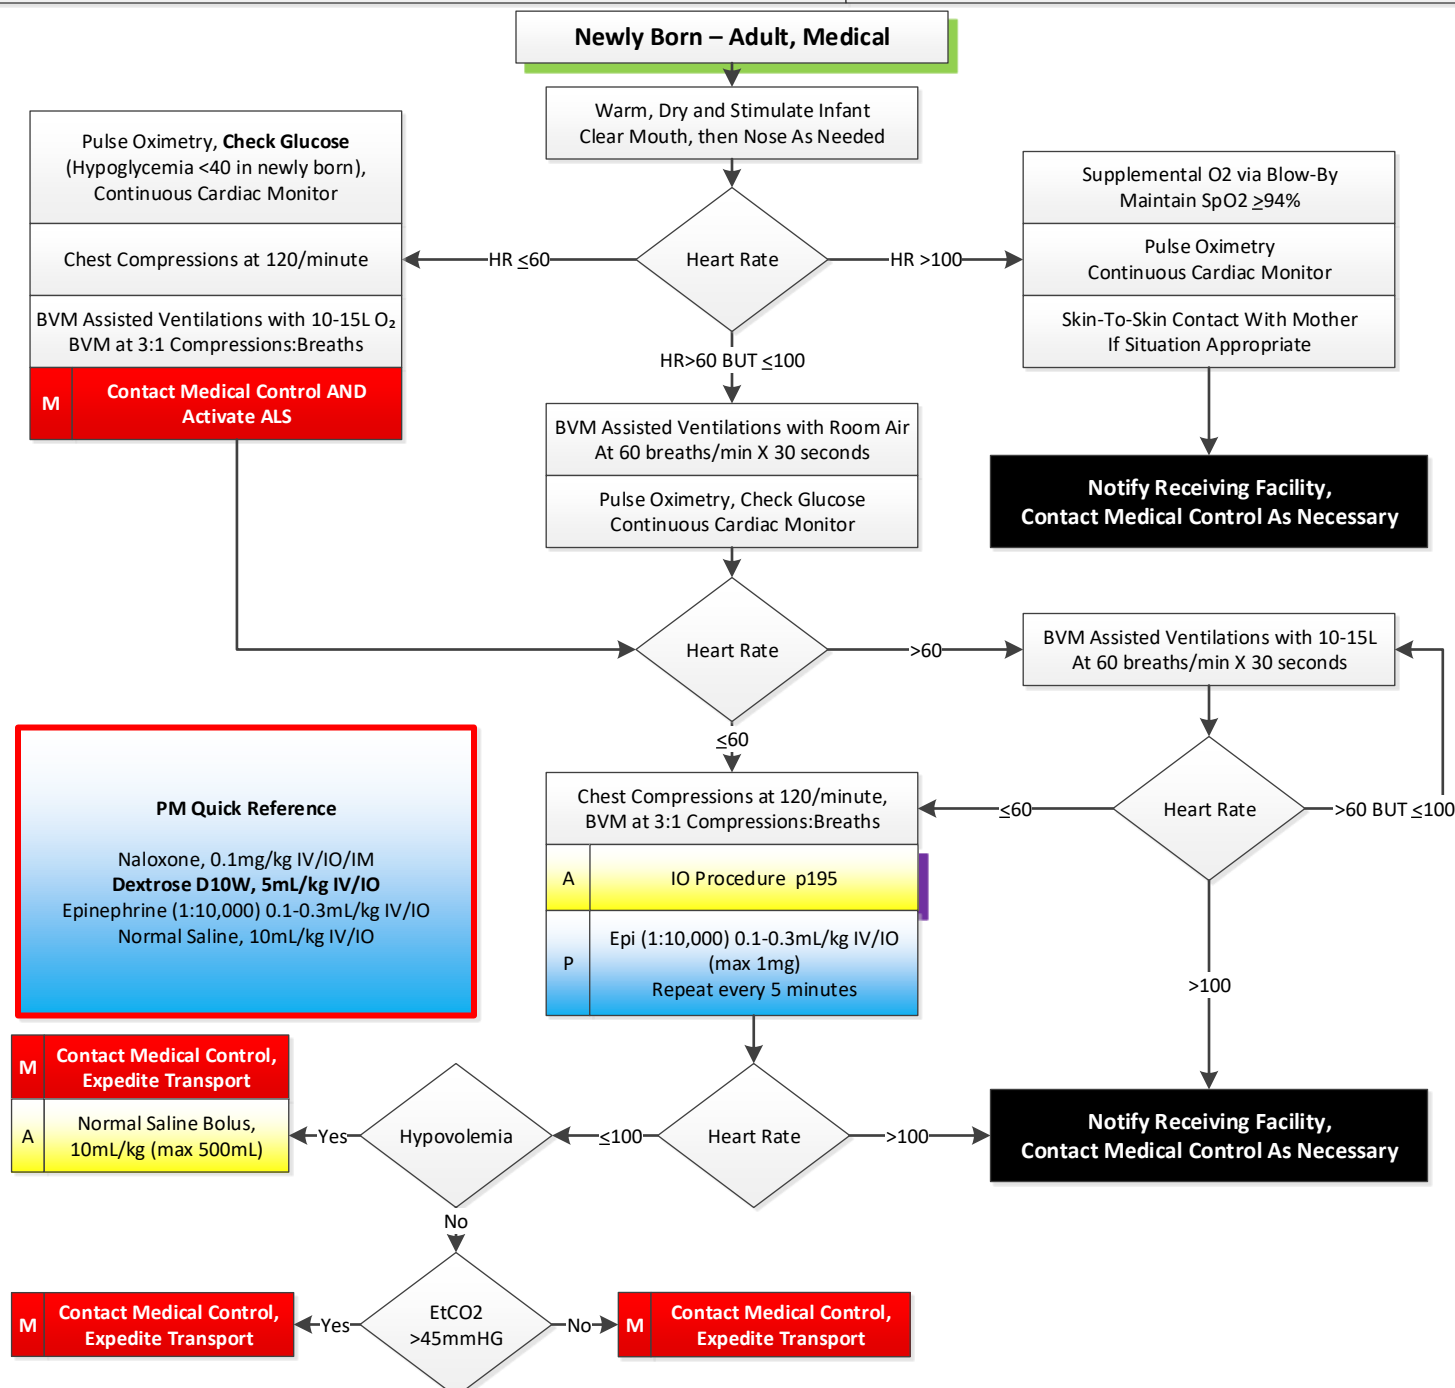 Newly Born – Adult, Medical
Warm, Dry and Stimulate Infant
Clear Mouth, then Nose As Needed
Pulse Oximetry, Check Glucose
(Hypoglycemia <40 in newly born),
Continuous Cardiac Monitor
Chest Compressions at 120/minute
BVM Assisted Ventilations with 10-15L O₂
BVM at 3:1 Compressions:Breaths
M
Contact Medical Control AND
Activate ALS
HR ≤60
Heart Rate
HR >100
Supplemental O2 via Blow-By
Maintain SpO2 ≥94%
Pulse Oximetry
Continuous Cardiac Monitor
Skin-To-Skin Contact With Mother
If Situation Appropriate
Notify Receiving Facility,
Contact Medical Control As Necessary
HR>60 BUT ≤100
BVM Assisted Ventilations with Room Air
At 60 breaths/min X 30 seconds
Pulse Oximetry, Check Glucose
Continuous Cardiac Monitor
Heart Rate
>60
BVM Assisted Ventilations with 10-15L
At 60 breaths/min X 30 seconds
≤60
Heart Rate
≤60
>60 BUT ≤100
>100
PM Quick Reference
Naloxone, 0.1mg/kg IV/IO/IM
Dextrose D10W, 5mL/kg IV/IO
Epinephrine (1:10,000) 0.1-0.3mL/kg IV/IO
Normal Saline, 10mL/kg IV/IO
Chest Compressions at 120/minute,
BVM at 3:1 Compressions:Breaths
A
IO Procedure p195
P
Epi (1:10,000) 0.1-0.3mL/kg IV/IO
(max 1mg)
Repeat every 5 minutes
M
Contact Medical Control,
Expedite Transport
A
Normal Saline Bolus,
10mL/kg (max 500mL)
Yes
Hypovolemia
≤100
Heart Rate
>100
Notify Receiving Facility,
Contact Medical Control As Necessary
No
M
Contact Medical Control,
Expedite Transport
Yes
EtCO2
>45mmHG
No
M
Contact Medical Control,
Expedite Transport